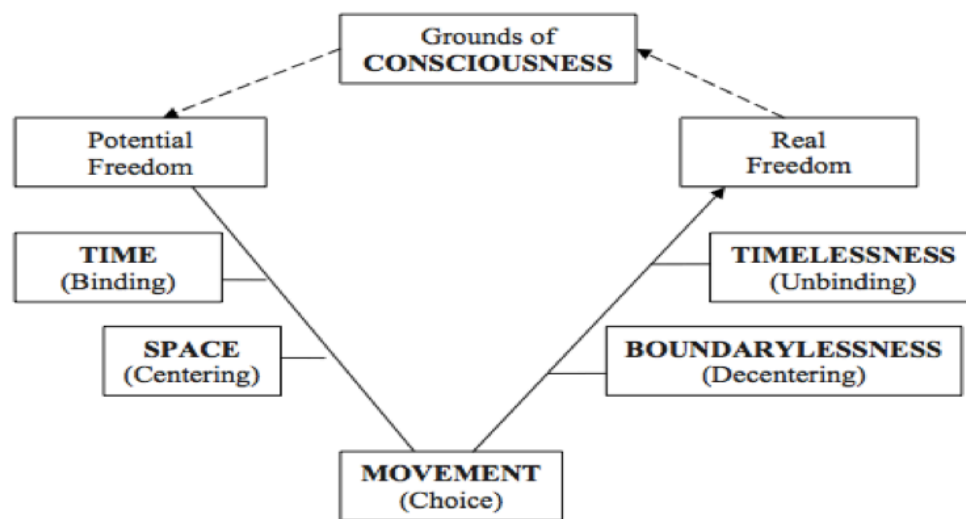 Grounds of
CONSCIOUSNESS
Potential
Freedom
Real
Freedom
TIME
(Binding)
TIMELESSNESS
(Unbinding)
SPACE
(Centering)
BOUNDARYLESSNESS
(Decentering)
MOVEMENT
(Choice)